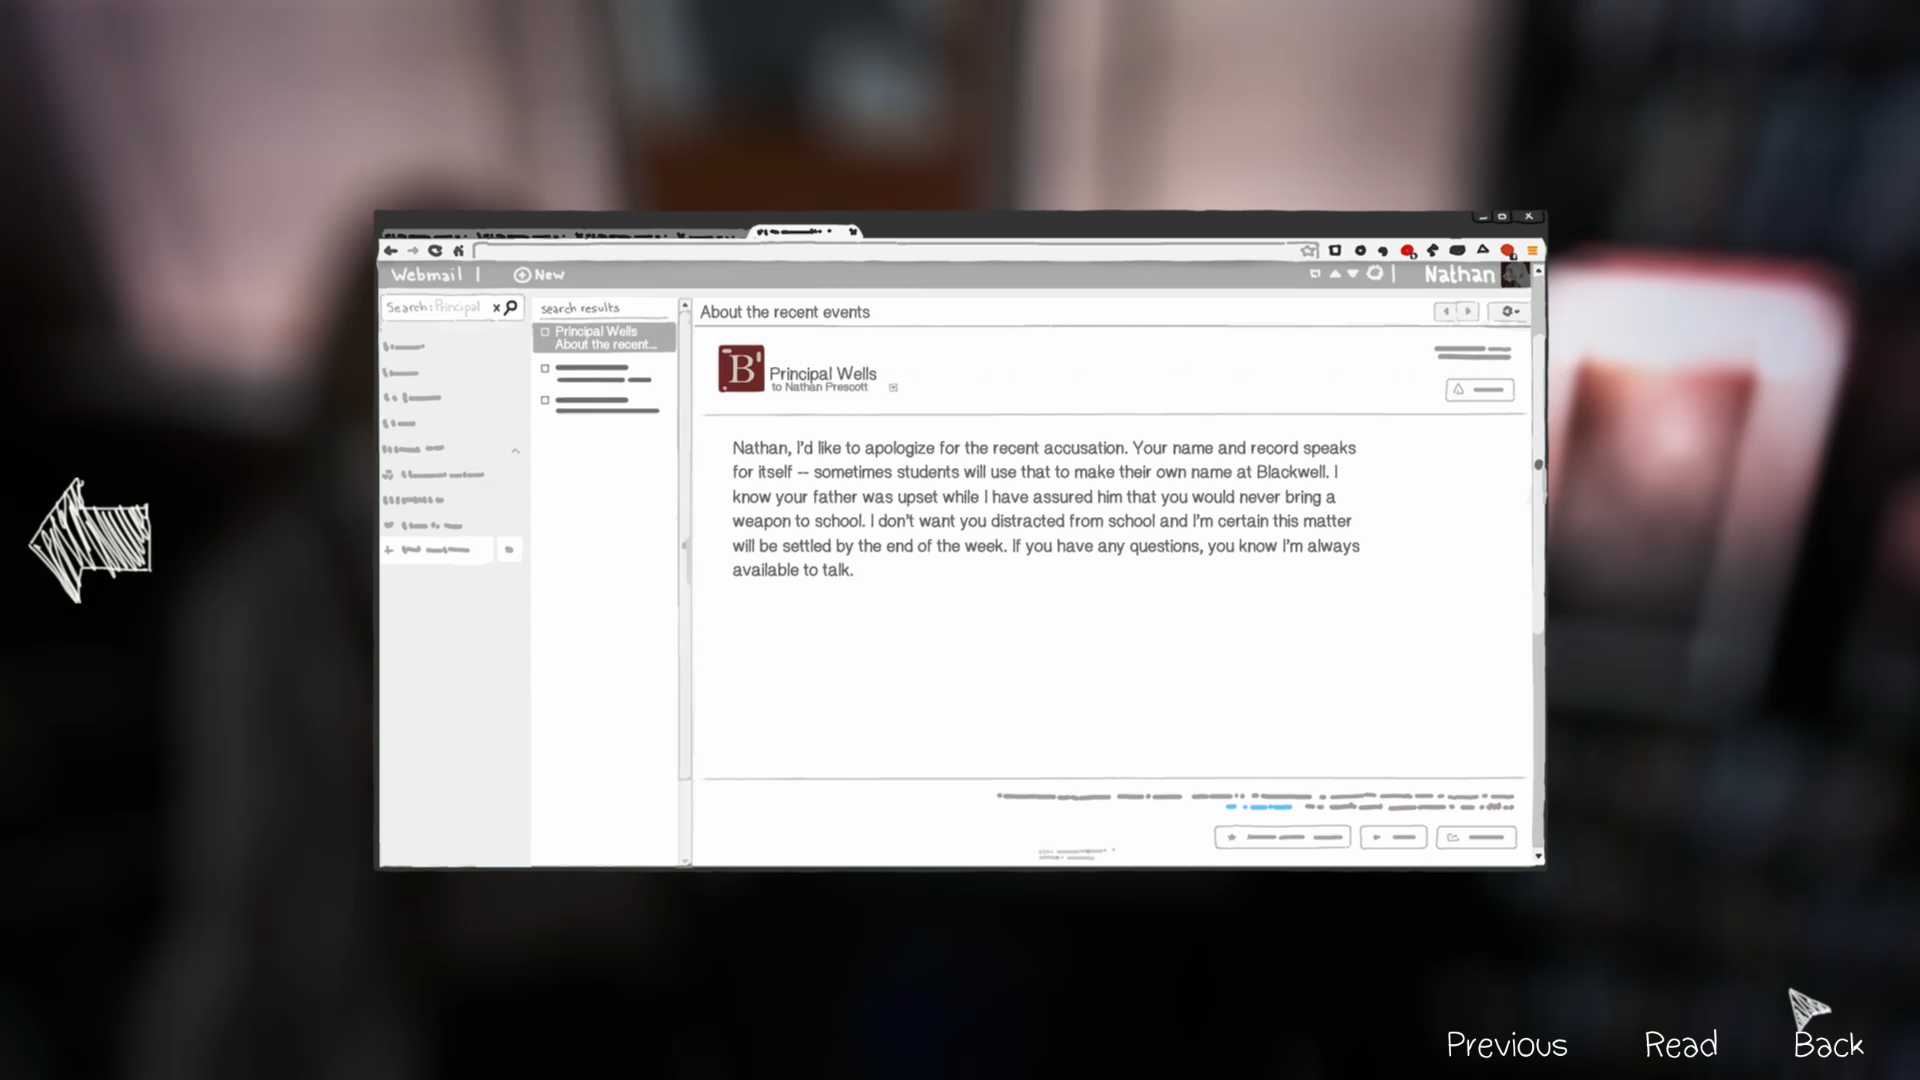 Webmail |
New
Nathan
Search: Principal x
search results
Principal Wells
About the recent...
About the recent events
B
Principal Wells
to Nathan Prescott
Nathan, I'd like to apologize for the recent accusation. Your name and record speaks
for itself -- sometimes students will use that to make their own name at Blackwell. I
know your father was upset while I have assured him that you would never bring a
weapon to school. I don't want you distracted from school and I'm certain this matter
will be settled by the end of the week. If you have any questions, you know I'm always
available to talk.
Previous
Read
Back